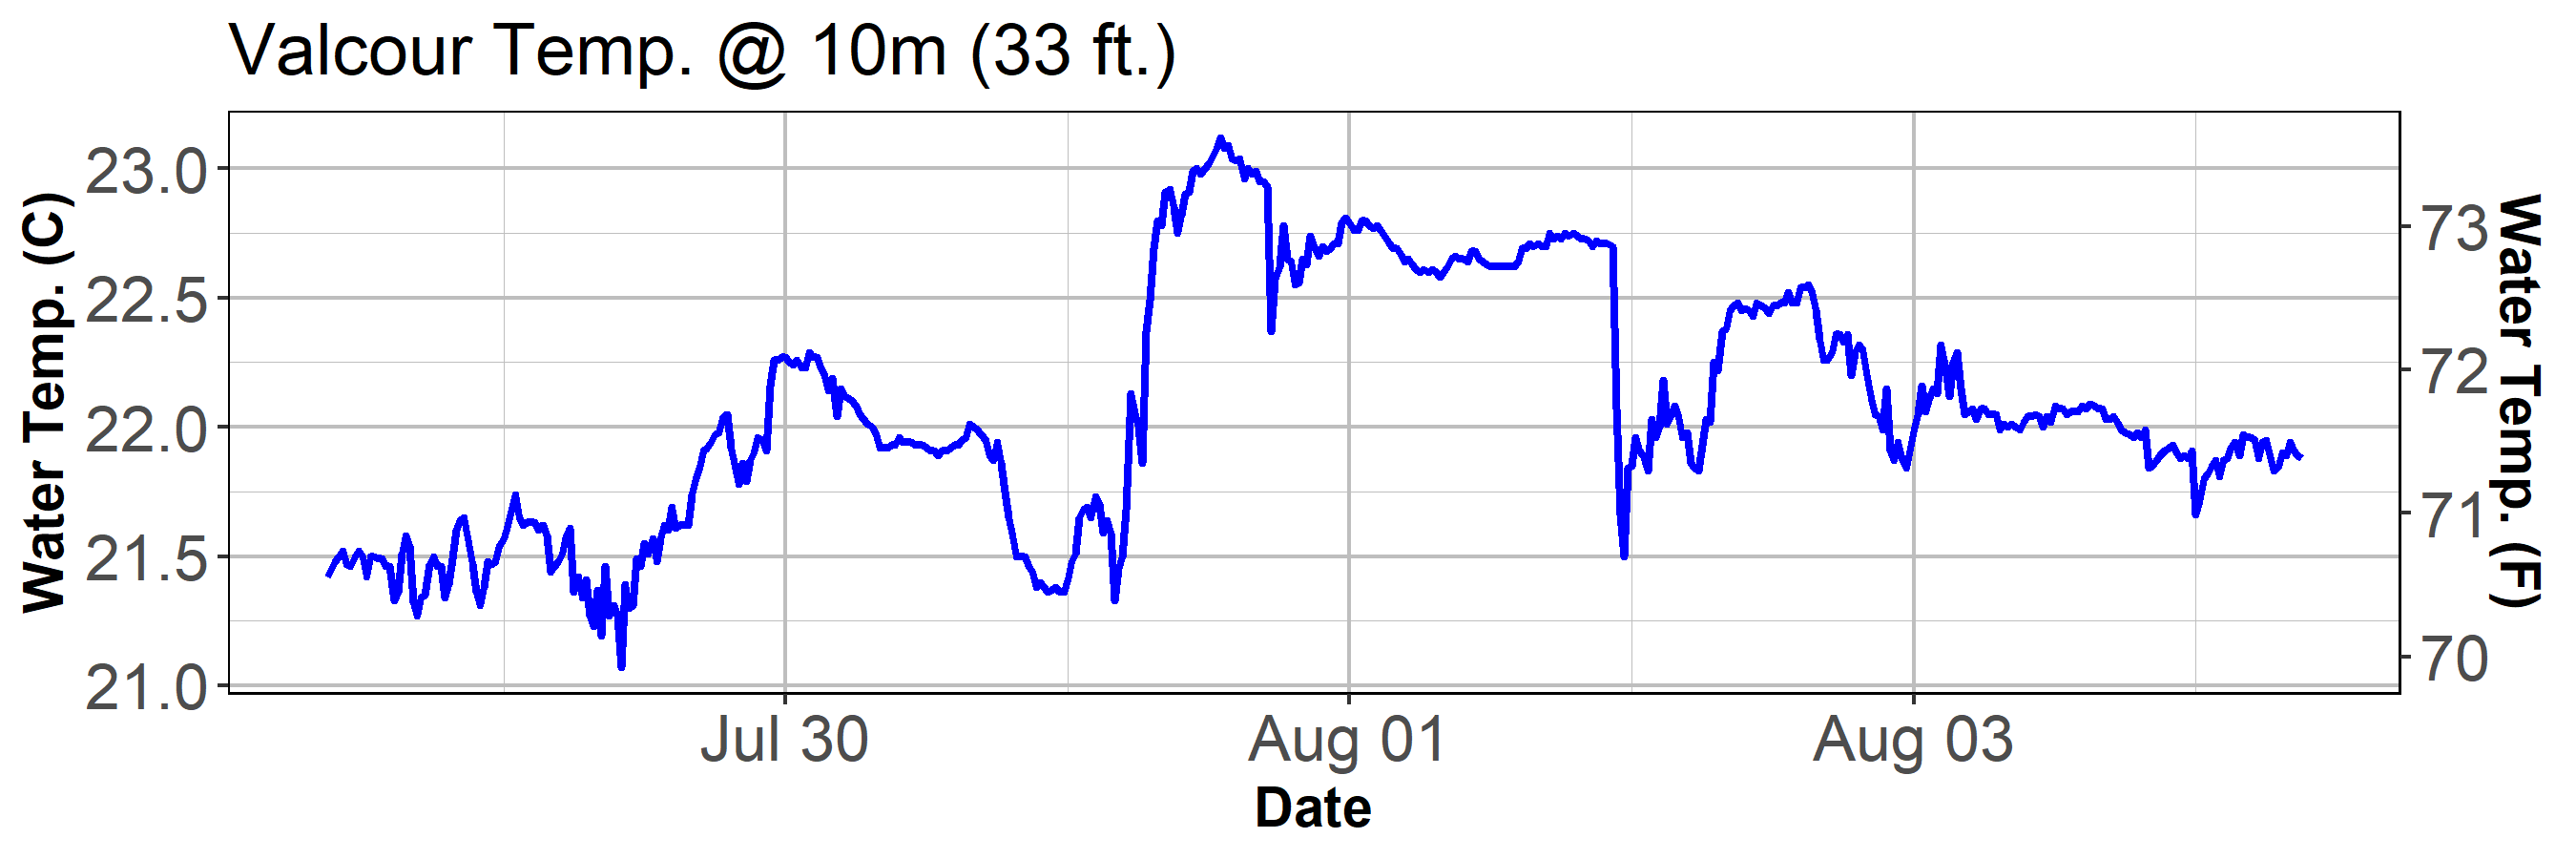 Valcour Temp. @ 10m (33 ft.)
Water Temp. (C)
23.0
22.5
22.0
21.5
21.0
73
72
71
70
Water Temp. (F)
Jul 30
Aug 01
Aug 03
Date